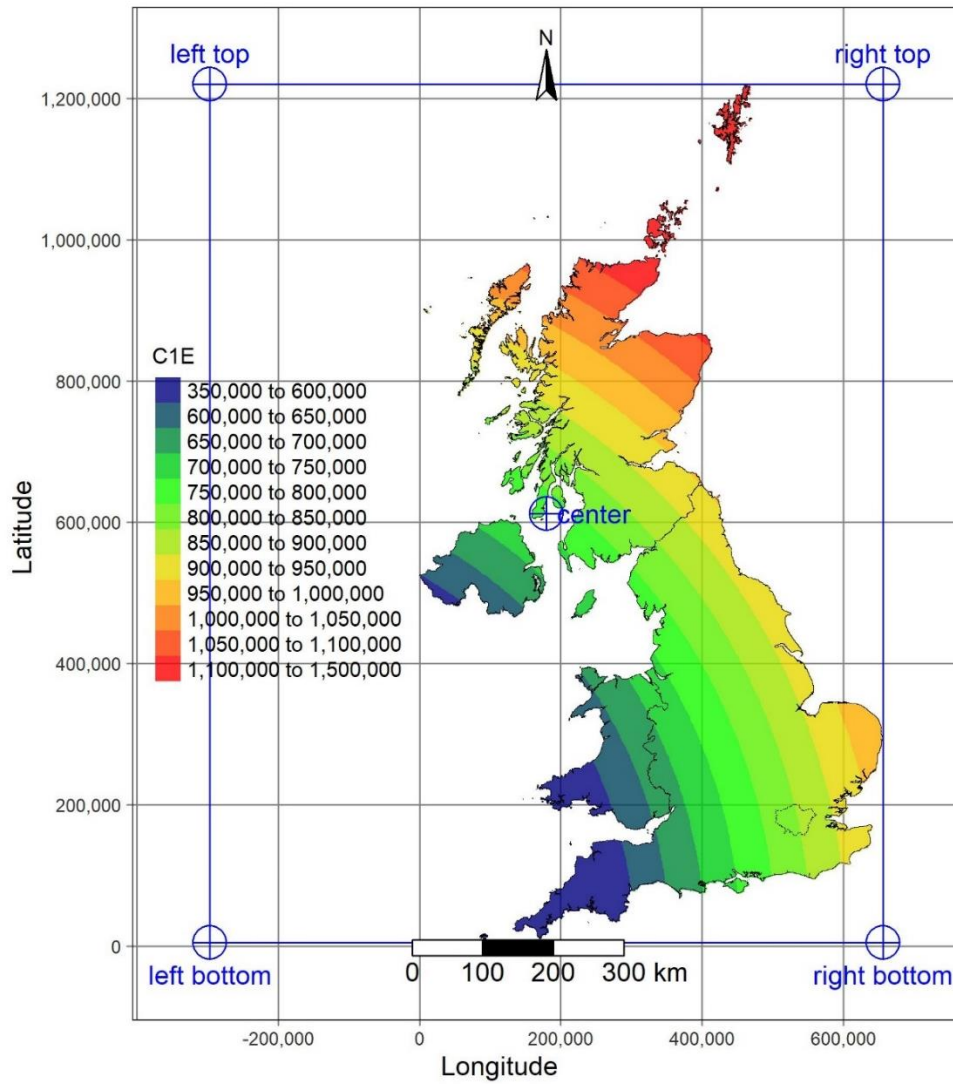 left top
N
right top
1,200,000
1,000,000
C1E
800,000
350,000 to 600,000
600,000 to 650,000
650,000 to 700,000
700,000 to 750,000
750,000 to 800,000
800,000 to 850,000
850,000 to 900,000
900,000 to 950,000
950,000 to 1,000,000
1,000,000 to 1,050,000
1,050,000 to 1,100,000
1,100,000 to 1,500,000
600,000
center
Latitude
400,000
200,000
0
left bottom
0 100 200 300 km
right bottom
-200,000 0 200,000 400,000 600,000
Longitude